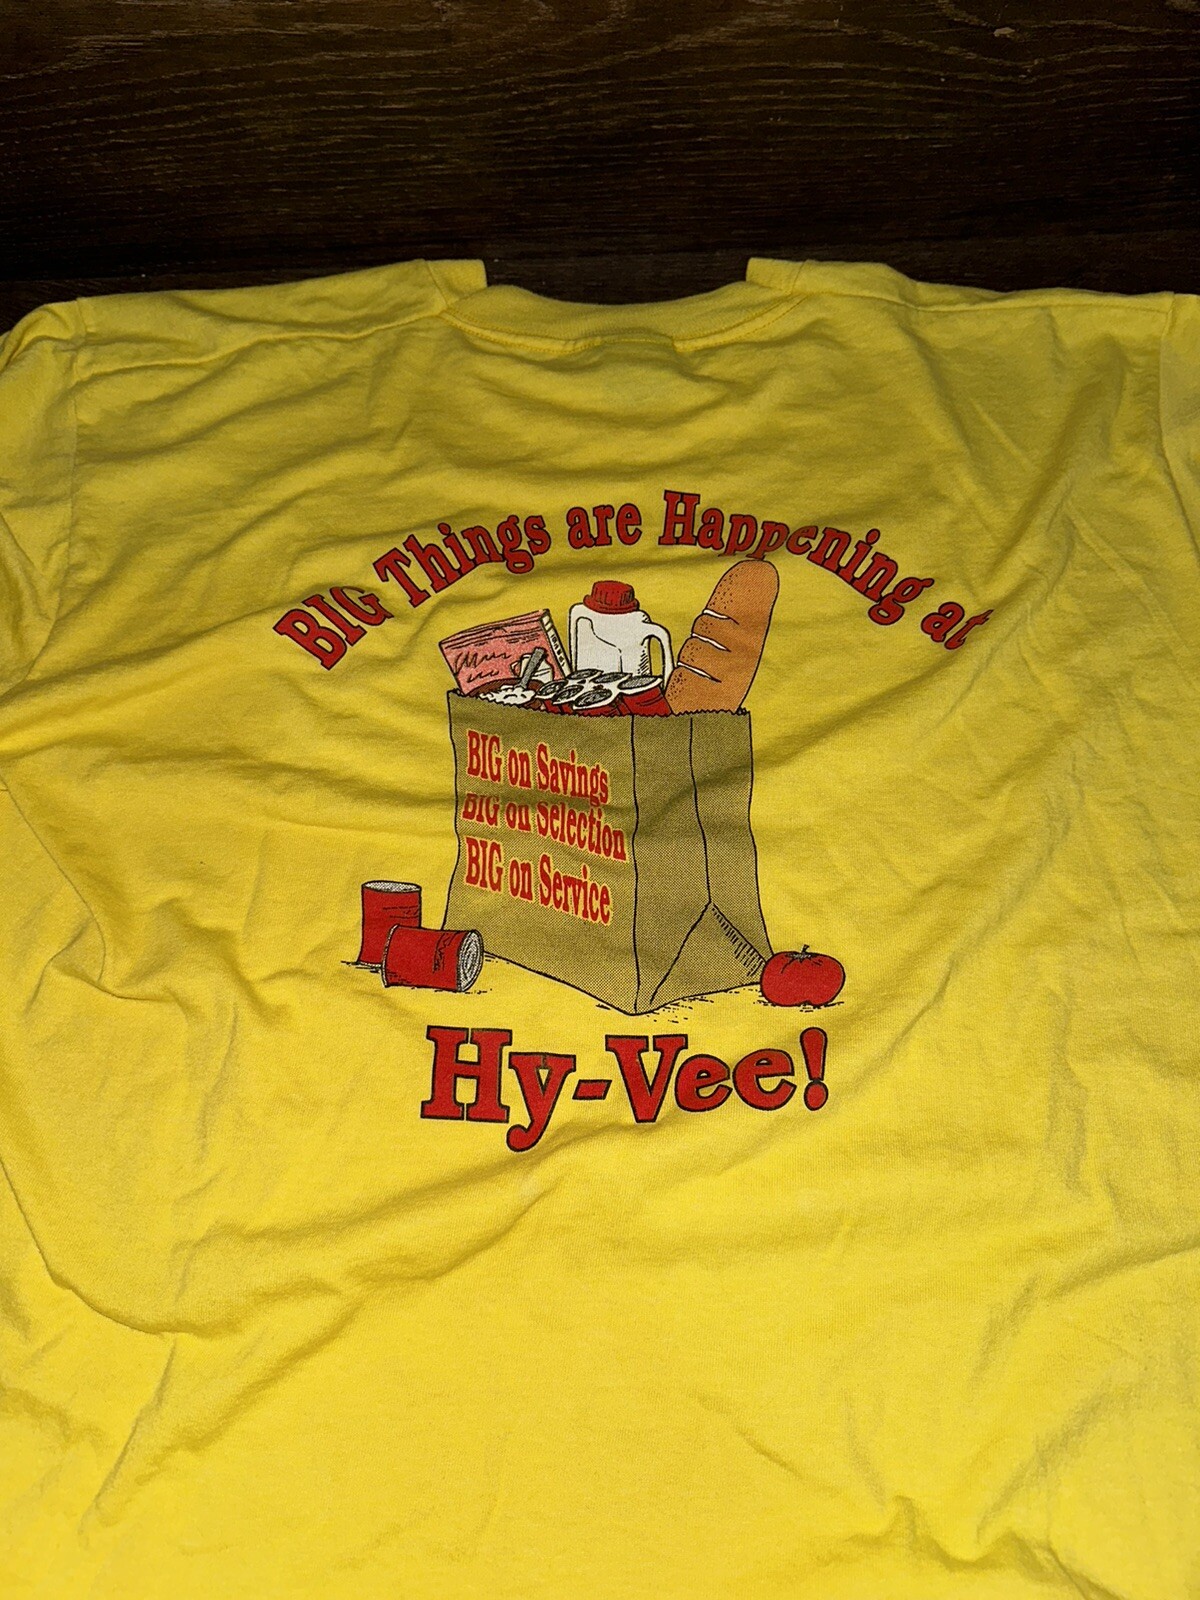 BIG Things are Happening at
BIG on Savings
BIG on Selection
BIG on Service
Hy-Vee!